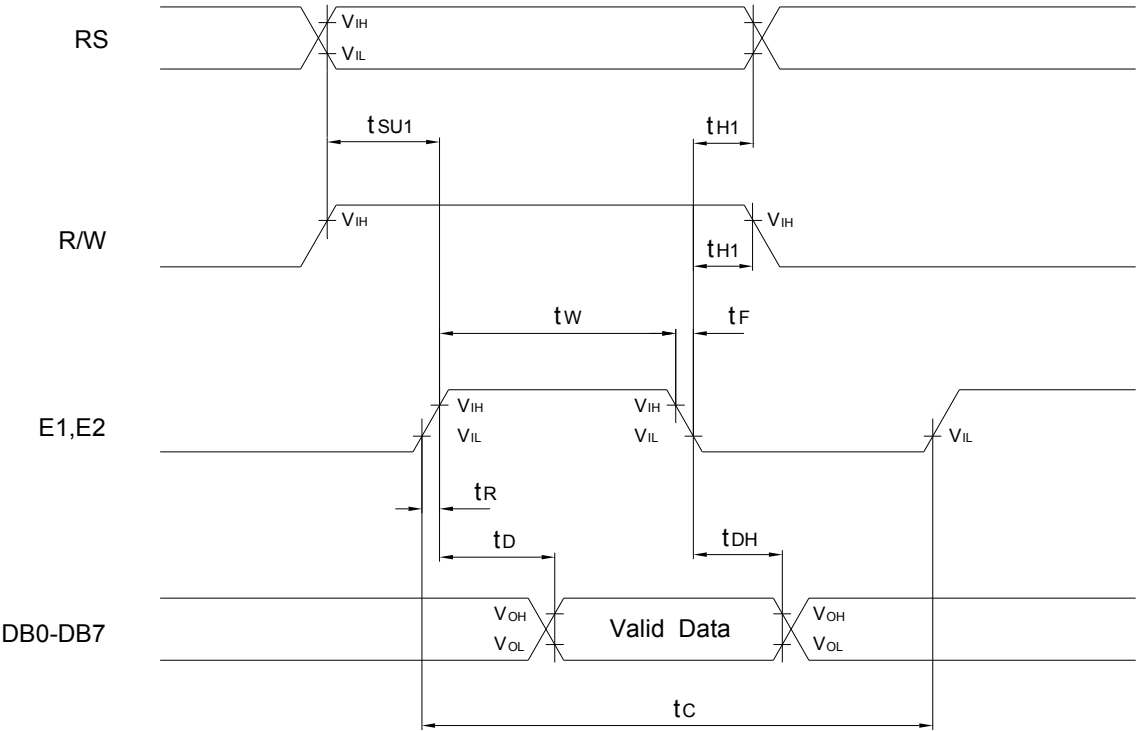 RS
VIH
VIL
tSU1
tH1
R/W
VIH
VIH
tH1
tW
tF
E1,E2
VIH
VIH
VIL
VIL
VIL
tR
tD
tDH
DB0-DB7
VOH
Valid Data
VOH
VOL
VOL
tC